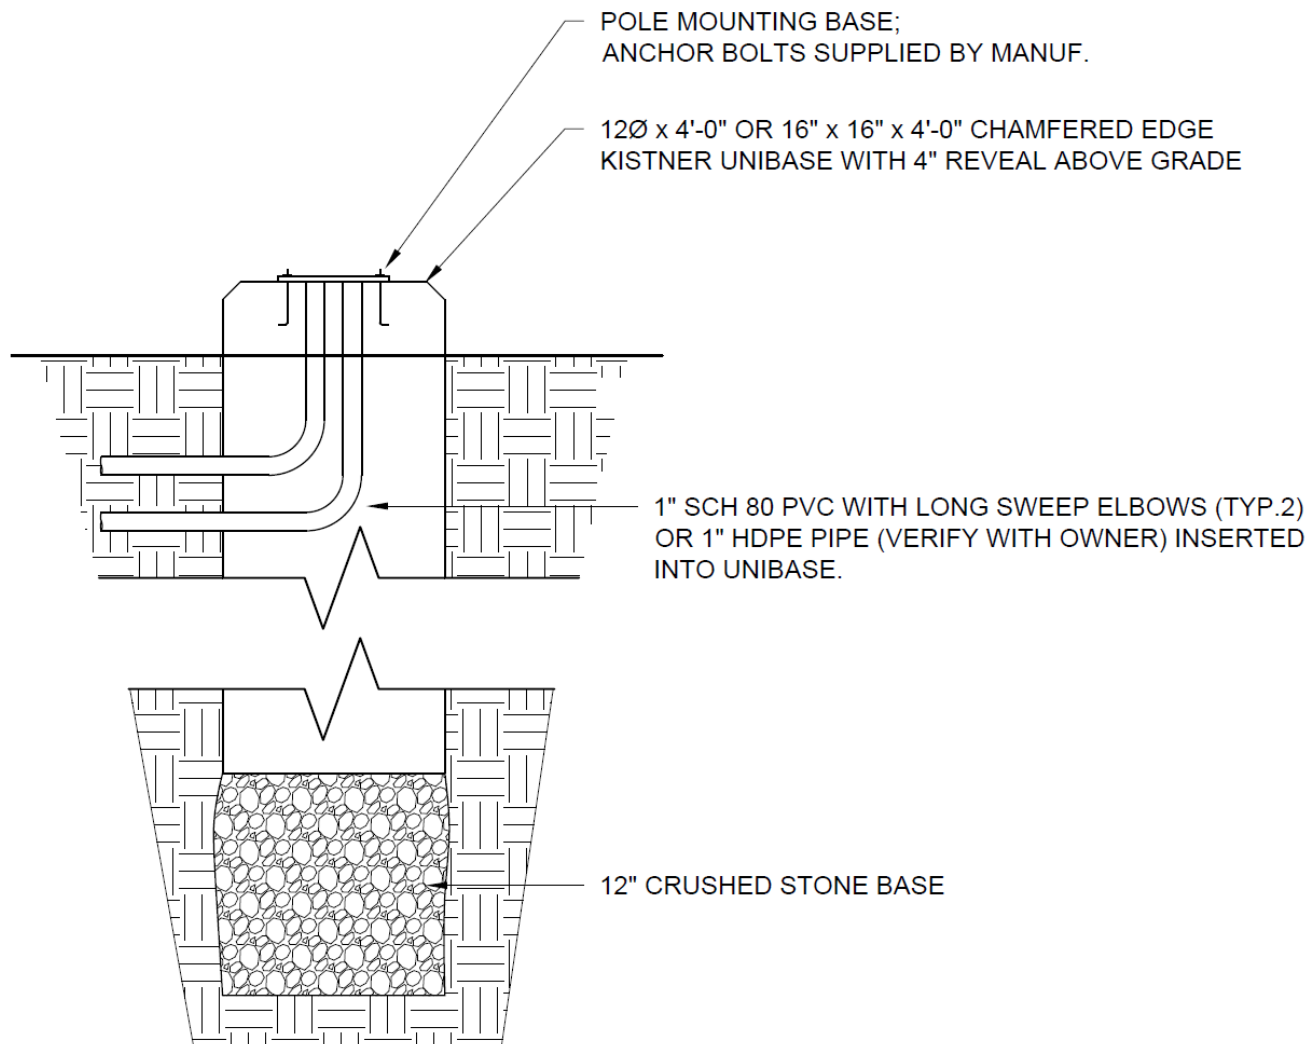 POLE MOUNTING BASE;
ANCHOR BOLTS SUPPLIED BY MANUF.
12Ø x 4'-0" OR 16" x 16" x 4'-0" CHAMFERED EDGE
KISTNER UNIBASE WITH 4" REVEAL ABOVE GRADE
1" SCH 80 PVC WITH LONG SWEEP ELBOWS (TYP.2)
OR 1" HDPE PIPE (VERIFY WITH OWNER) INSERTED
INTO UNIBASE.
12" CRUSHED STONE BASE